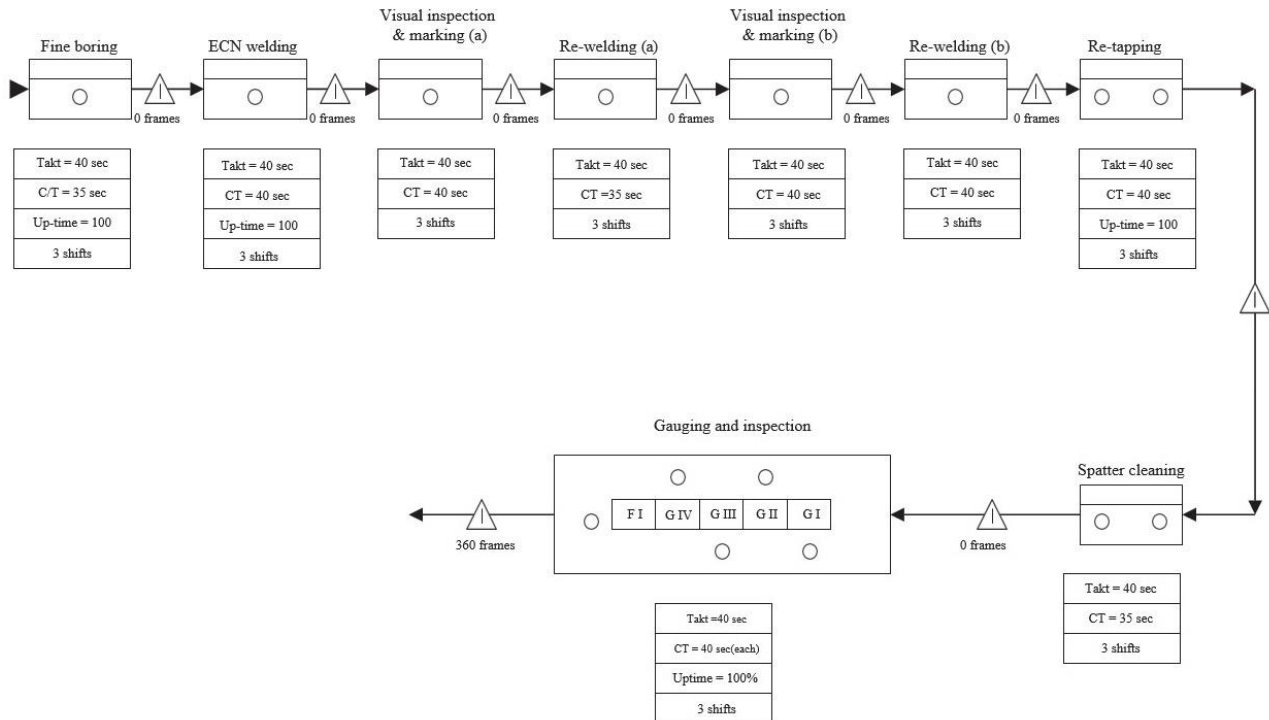 Visual inspection
& marking (a)
Visual inspection
& marking (b)
Fine boring
ECN welding
Re-welding (a)
Re-welding (b)
Re-tapping
0 frames
0 frames
0 frames
0 frames
0 frames
0 frames
Takt = 40 sec
C/T = 35 sec
Up-time = 100
3 shifts
Takt = 40 sec
CT = 40 sec
Up-time = 100
3 shifts
Takt = 40 sec
CT = 40 sec
3 shifts
Takt = 40 sec
CT =35 sec
3 shifts
Takt = 40 sec
CT = 40 sec
3 shifts
Takt = 40 sec
CT = 40 sec
3 shifts
Takt = 40 sec
CT = 40 sec
Up-time = 100
3 shifts
Gauging and inspection
Spatter cleaning
F I
G IV
G III
G II
G I
360 frames
0 frames
Takt = 40 sec
CT = 35 sec
3 shifts
Takt =40 sec
CT = 40 sec(each)
Uptime = 100%
3 shifts